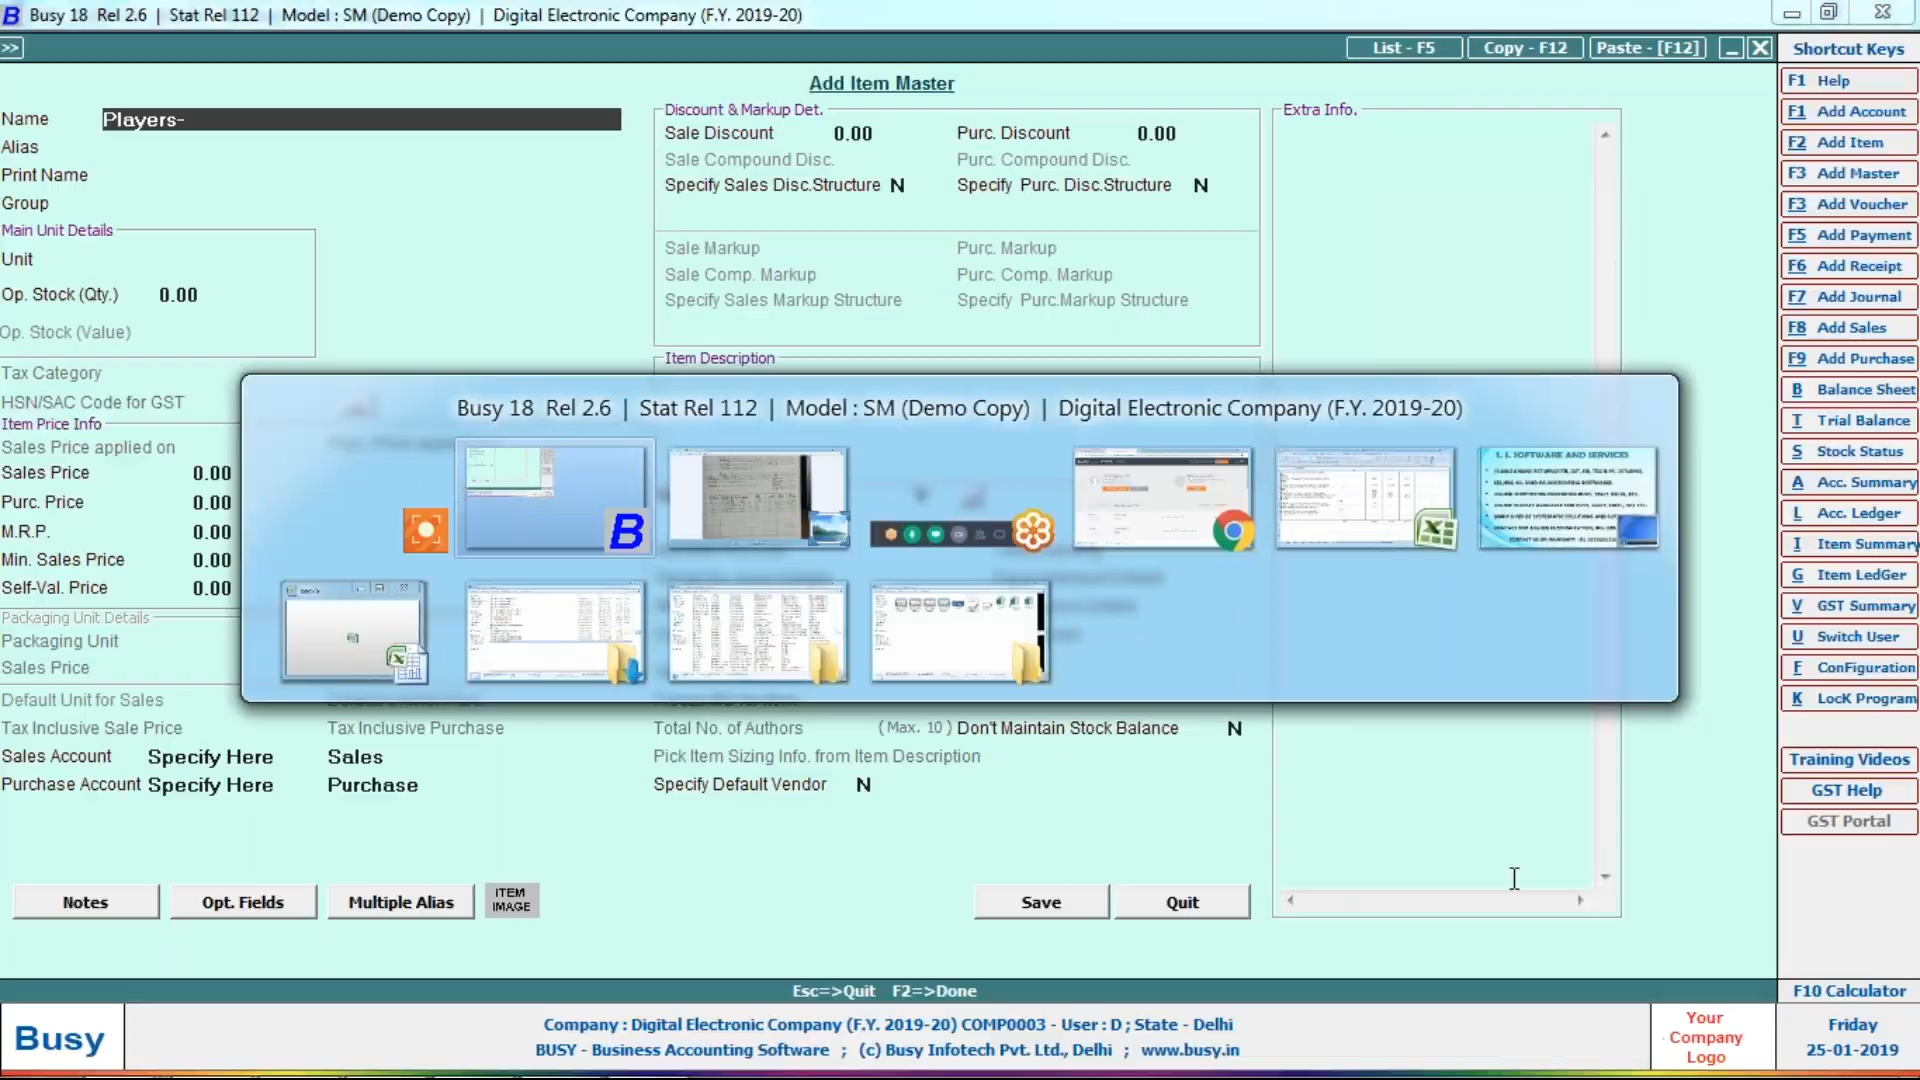 Busy 18 Rel 2.6 | Stat Rel 112 | Model : SM (Demo Copy) | Digital Electronic Company (F.Y. 2019-20)
>> List - F5 Copy - F12 Paste - [F12]
Shortcut Keys
Add Item Master
Name Players-
Alias
Print Name
Group
Main Unit Details
Unit
Op. Stock (Qty.) 0.00
Op. Stock (Value)
Tax Category
HSN/SAC Code for GST
Item Price Info
Sales Price applied on
Sales Price 0.00
Purc. Price 0.00
M.R.P. 0.00
Min. Sales Price 0.00
Self-Val. Price 0.00
Packaging Unit Details
Packaging Unit
Sales Price
Default Unit for Sales
Tax Inclusive Sale Price Tax Inclusive Purchase
Sales Account Specify Here Sales
Purchase Account Specify Here Purchase
Discount & Markup Det.
Sale Discount 0.00 Purc. Discount 0.00
Sale Compound Disc. Purc. Compound Disc.
Specify Sales Disc.Structure N Specify Purc. Disc.Structure N
Sale Markup Purc. Markup
Sale Comp. Markup Purc. Comp. Markup
Specify Sales Markup Structure Specify Purc.Markup Structure
Item Description
Total No. of Authors (Max. 10) Don't Maintain Stock Balance N
Pick Item Sizing Info. from Item Description
Specify Default Vendor N
Extra Info.
Busy 18 Rel 2.6 | Stat Rel 112 | Model : SM (Demo Copy) | Digital Electronic Company (F.Y. 2019-20)
SOFTWARE AND SERVICES
Notes Opt. Fields Multiple Alias ITEM IMAGE Save Quit
Esc=>Quit F2=>Done
F1 Help
F1 Add Account
F2 Add Item
F3 Add Master
F3 Add Voucher
F5 Add Payment
F6 Add Receipt
F7 Add Journal
F8 Add Sales
F9 Add Purchase
B Balance Sheet
T Trial Balance
S Stock Status
A Acc. Summary
L Acc. Ledger
I Item Summary
G Item LedGer
V GST Summary
U Switch User
F ConFiguration
K LocK Program
Training Videos
GST Help
GST Portal
F10 Calculator
Busy
Company : Digital Electronic Company (F.Y. 2019-20) COMP0003 - User : D ; State - Delhi
BUSY - Business Accounting Software ; (c) Busy Infotech Pvt. Ltd., Delhi ; www.busy.in
Your
Company
Logo
Friday
25-01-2019